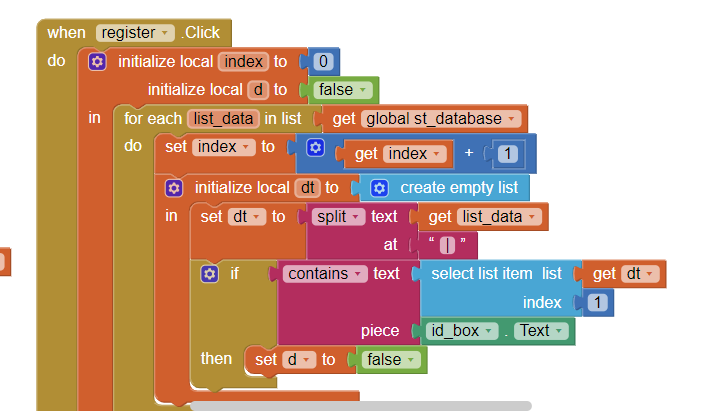 when register .Click
do initialize local index to 0
initialize local d to false
in for each list_data in list get global st_database
do set index to get index + 1
initialize local dt to create empty list
in set dt to split text get list_data
at “ | ”
if contains text select list item list get dt
index 1
piece id_box . Text
then set d to false